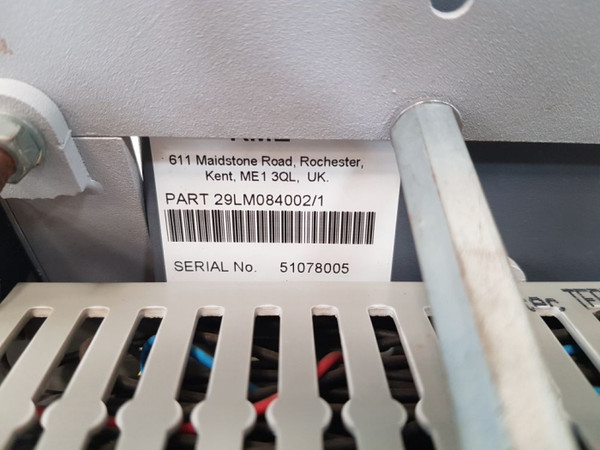 611 Maidstone Road, Rochester,
Kent, ME1 3QL, UK.
PART 29LM084002/1
SERIAL No. 51078005